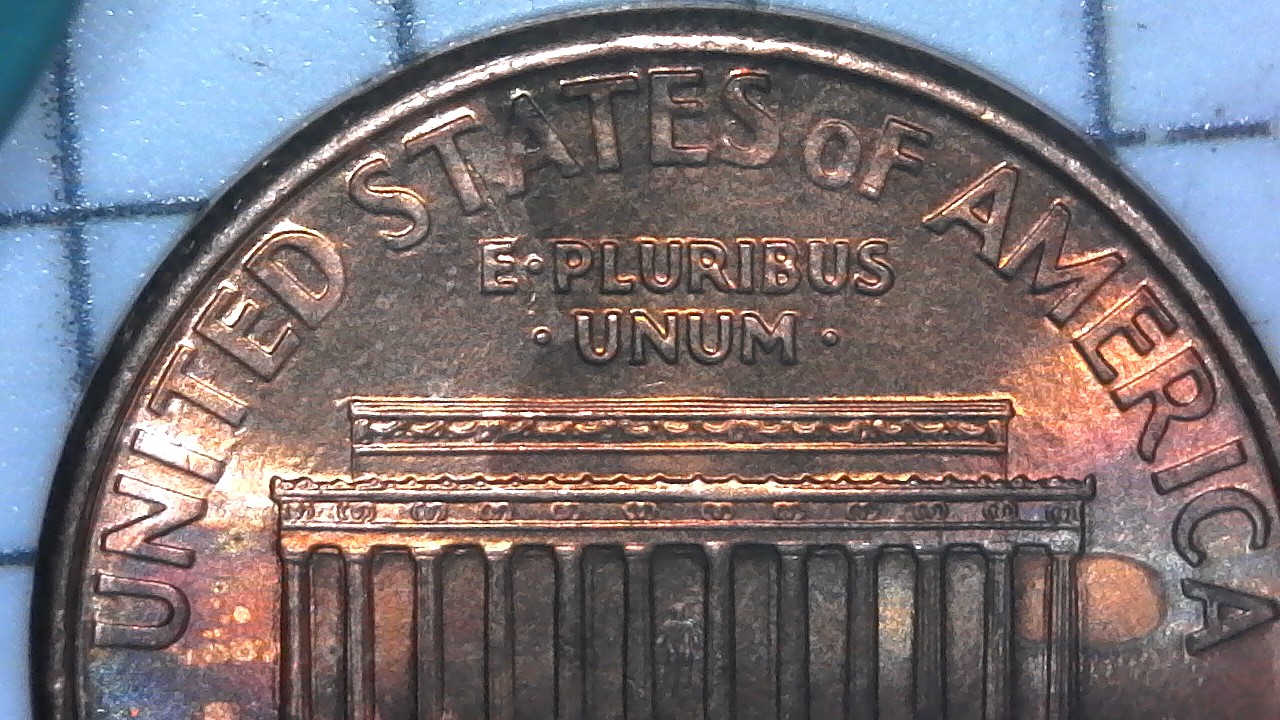 UNITED STATES OF AMERICA
E·PLURIBUS
·UNUM·